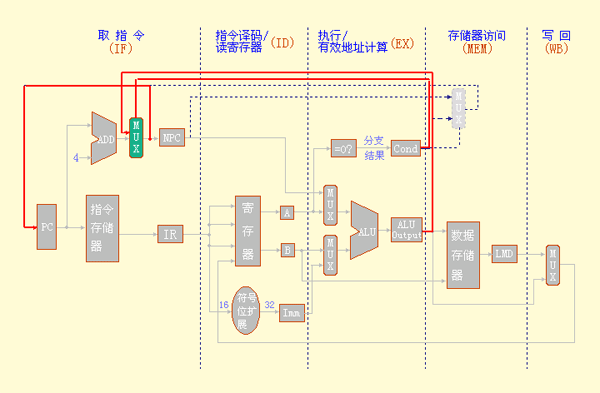 取 指 令
(IF)
指令译码/
读寄存器
(ID)
执行/
有效地址计算
(EX)
存储器访问
(MEM)
写 回
(WB)
ADD
4
MUX
NPC
MUX
=0?
分支
结果
Cond
PC
指令
存储
器
IR
寄
存
器
A
B
MUX
MUX
ALU
ALU
Output
数据
存储
器
LMD
MUX
16
符号
位扩
展
32
Imm